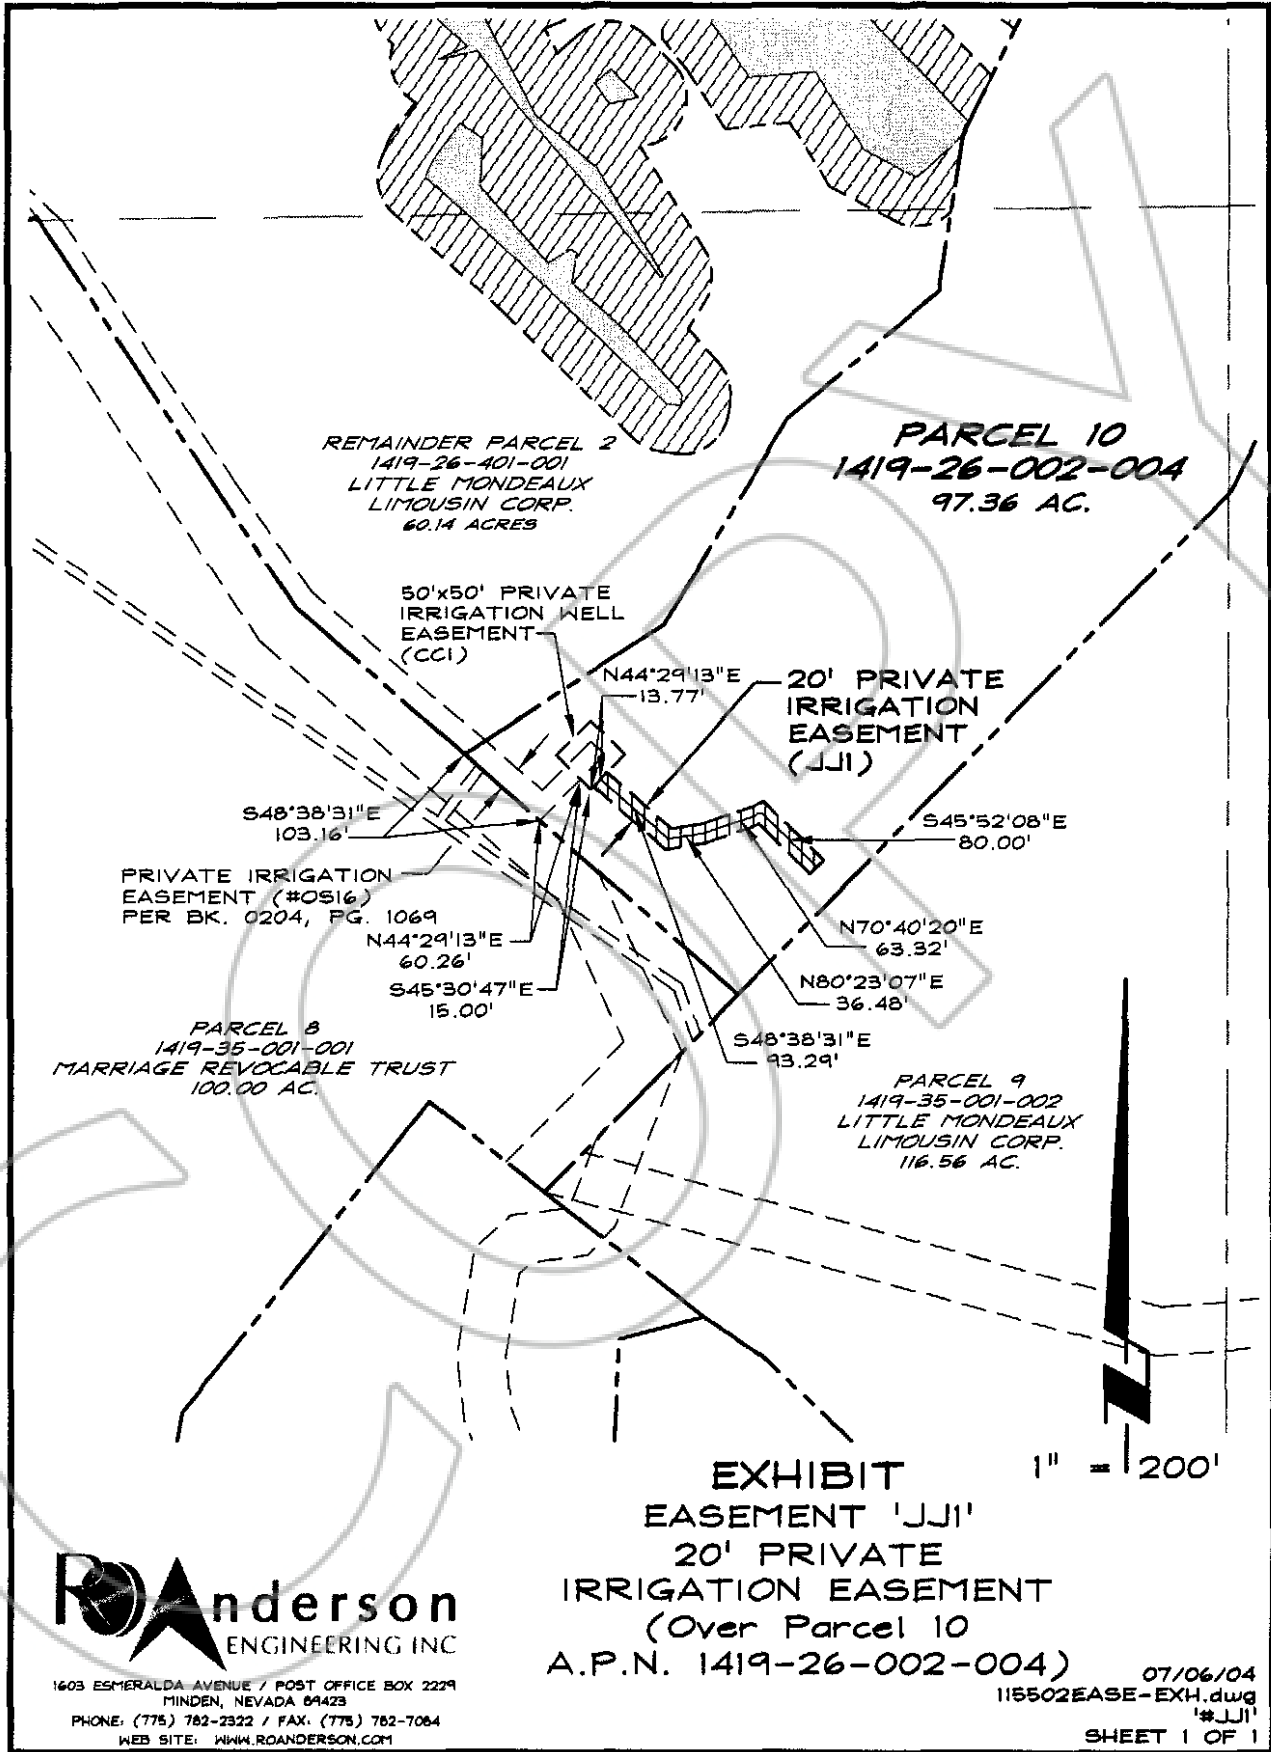 REMAINDER PARCEL 2
1419-26-401-001
LITTLE MONDEAUX
LIMOUSIN CORP.
60.14 ACRES
PARCEL 10
1419-26-002-004
97.36 AC.
50'x50' PRIVATE
IRRIGATION WELL
EASEMENT
(CC1)
N44°29'13"E
13.77'
20' PRIVATE
IRRIGATION
EASEMENT
(JJ1)
S48°38'31"E
103.16'
S45°52'08"E
80.00'
PRIVATE IRRIGATION
EASEMENT (#0516)
PER BK. 0204, PG. 1069
N44°29'13"E
60.26'
S45°30'47"E
15.00'
N70°40'20"E
63.32'
N80°23'07"E
36.48'
S48°38'31"E
93.29'
PARCEL 8
1419-35-001-001
MARRIAGE REVOCABLE TRUST
100.00 AC.
PARCEL 9
1419-35-001-002
LITTLE MONDEAUX
LIMOUSIN CORP.
116.56 AC.
COPY
1" = 200'
EXHIBIT
EASEMENT 'JJ1'
20' PRIVATE
IRRIGATION EASEMENT
(Over Parcel 10
A.P.N. 1419-26-002-004)
RO Anderson
ENGINEERING INC
1603 ESMERALDA AVENUE / POST OFFICE BOX 2229
MINDEN, NEVADA 89423
PHONE: (775) 782-2322 / FAX: (775) 782-7084
WEB SITE: WWW.ROANDERSON.COM
07/06/04
115502EASE-EXH.dwg
'#JJ1'
SHEET 1 OF 1